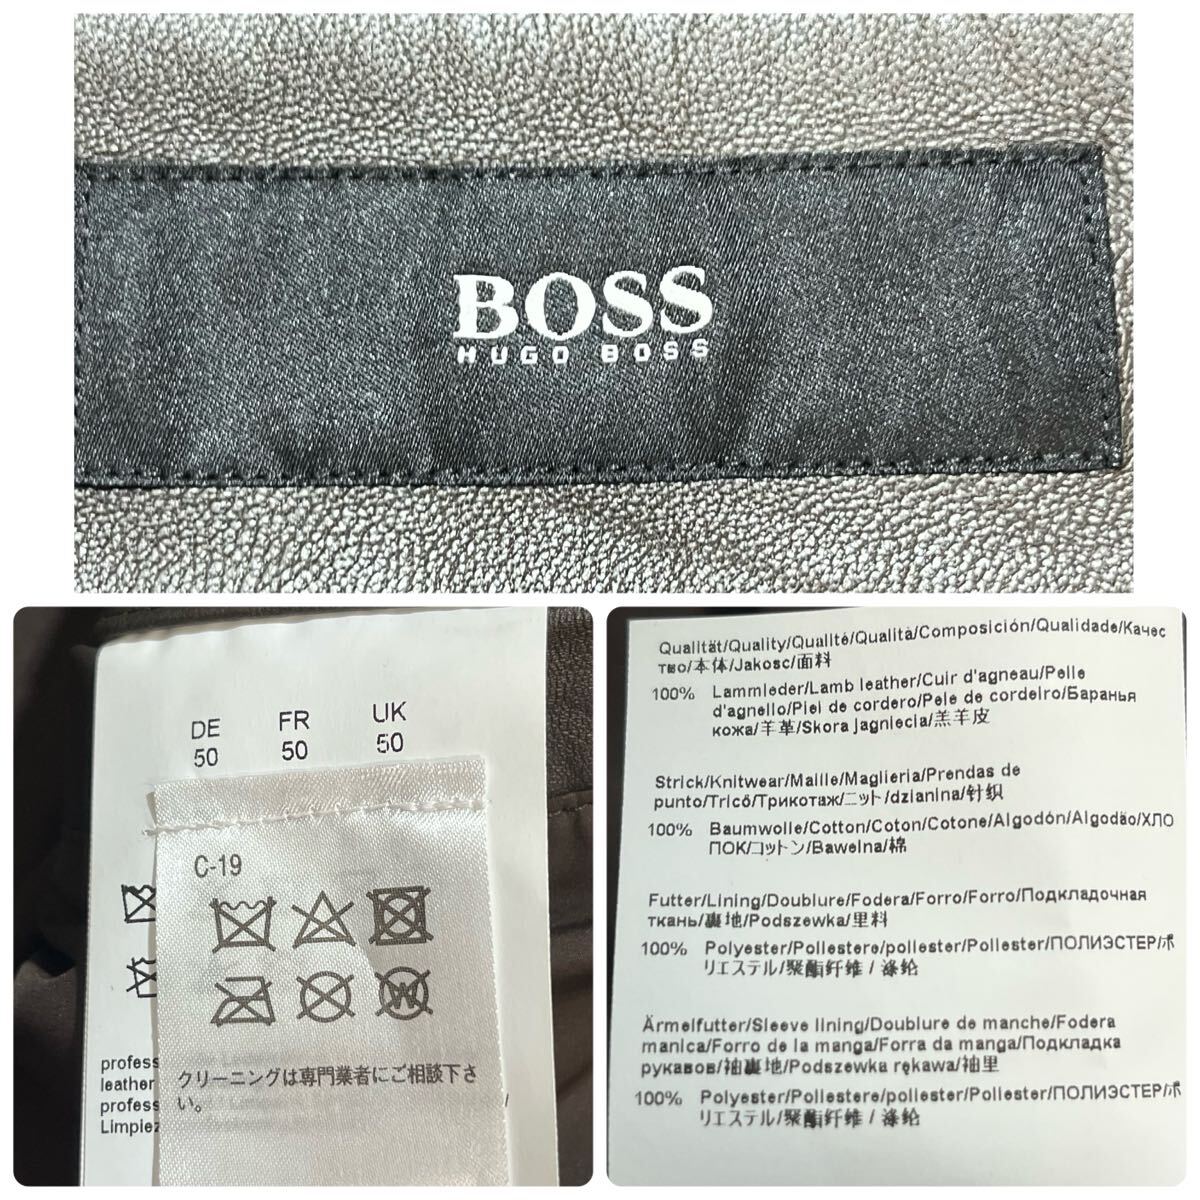 BOSS
HUGO BOSS
DE FR UK
50 50 50
C-19
クリーニングは専門業者にご相談下さ
い。
profess
leather
profess
Limpiez
Qualität/Quality/Qualité/Qualità/Composición/Qualidade/Качес
тво/本体/Jakosc/面料
100% Lammleder/Lamb leather/Cuir d'agneau/Pelle
d'agnello/Piel de cordero/Pele de cordeiro/Баранья
кожа/羊革/Skora jagniecia/羔羊皮
Strick/Knitwear/Maille/Maglieria/Prendas de
punto/Tricô/Трикотаж/ニット/dzianina/针织
100% Baumwolle/Cotton/Coton/Cotone/Algodón/Algodão/ХЛО
ПОК/コットン/Bawelna/棉
Futter/Lining/Doublure/Fodera/Forro/Forro/Подкладочная
ткань/裏地/Podszewka/里料
100% Polyester/Poliestere/poliester/Poliester/ПОЛИЭСТЕР/ポ
リエステル/聚酯纤维 / 涤纶
Ärmelfutter/Sleeve lining/Doublure de manche/Fodera
manica/Forro de la manga/Forra da manga/Подкладка
рукавов/袖裏地/Podszewka rękawa/袖里
100% Polyester/Poliestere/poliester/Poliester/ПОЛИЭСТЕР/ポ
リエステル/聚酯纤维 / 涤纶